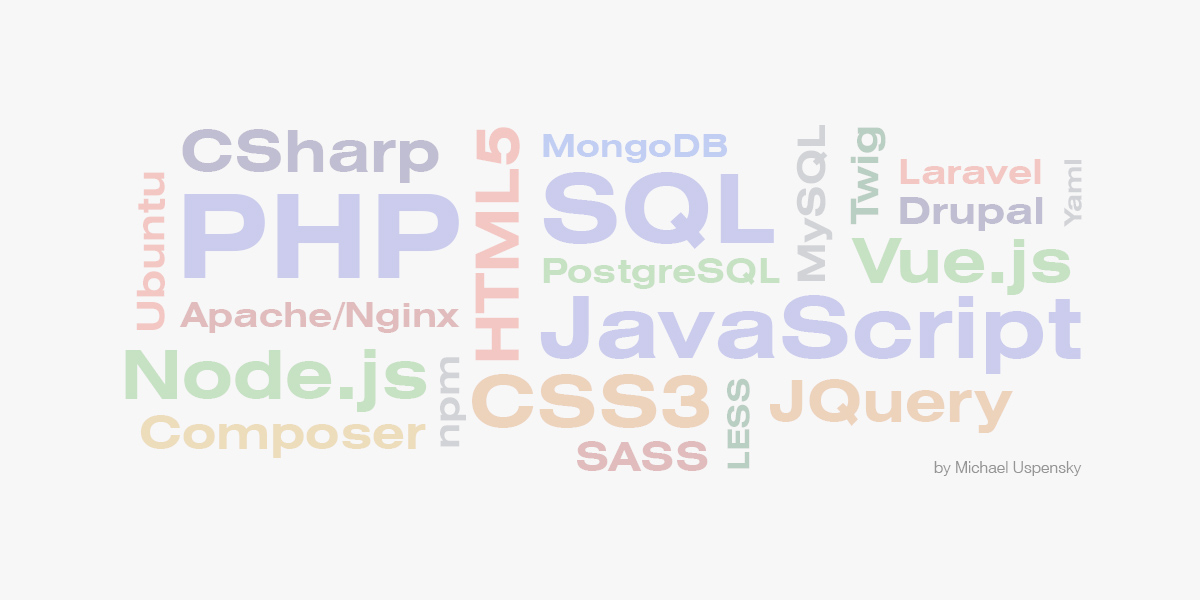 Ubuntu
CSharp
PHP
Apache/Nginx
Node.js
Composer
npm
HTML5
MongoDB
SQL
PostgreSQL
MySQL
Twig
Laravel
Drupal
Yaml
Vue.js
JavaScript
CSS3
SASS
LESS
JQuery
by Michael Uspensky